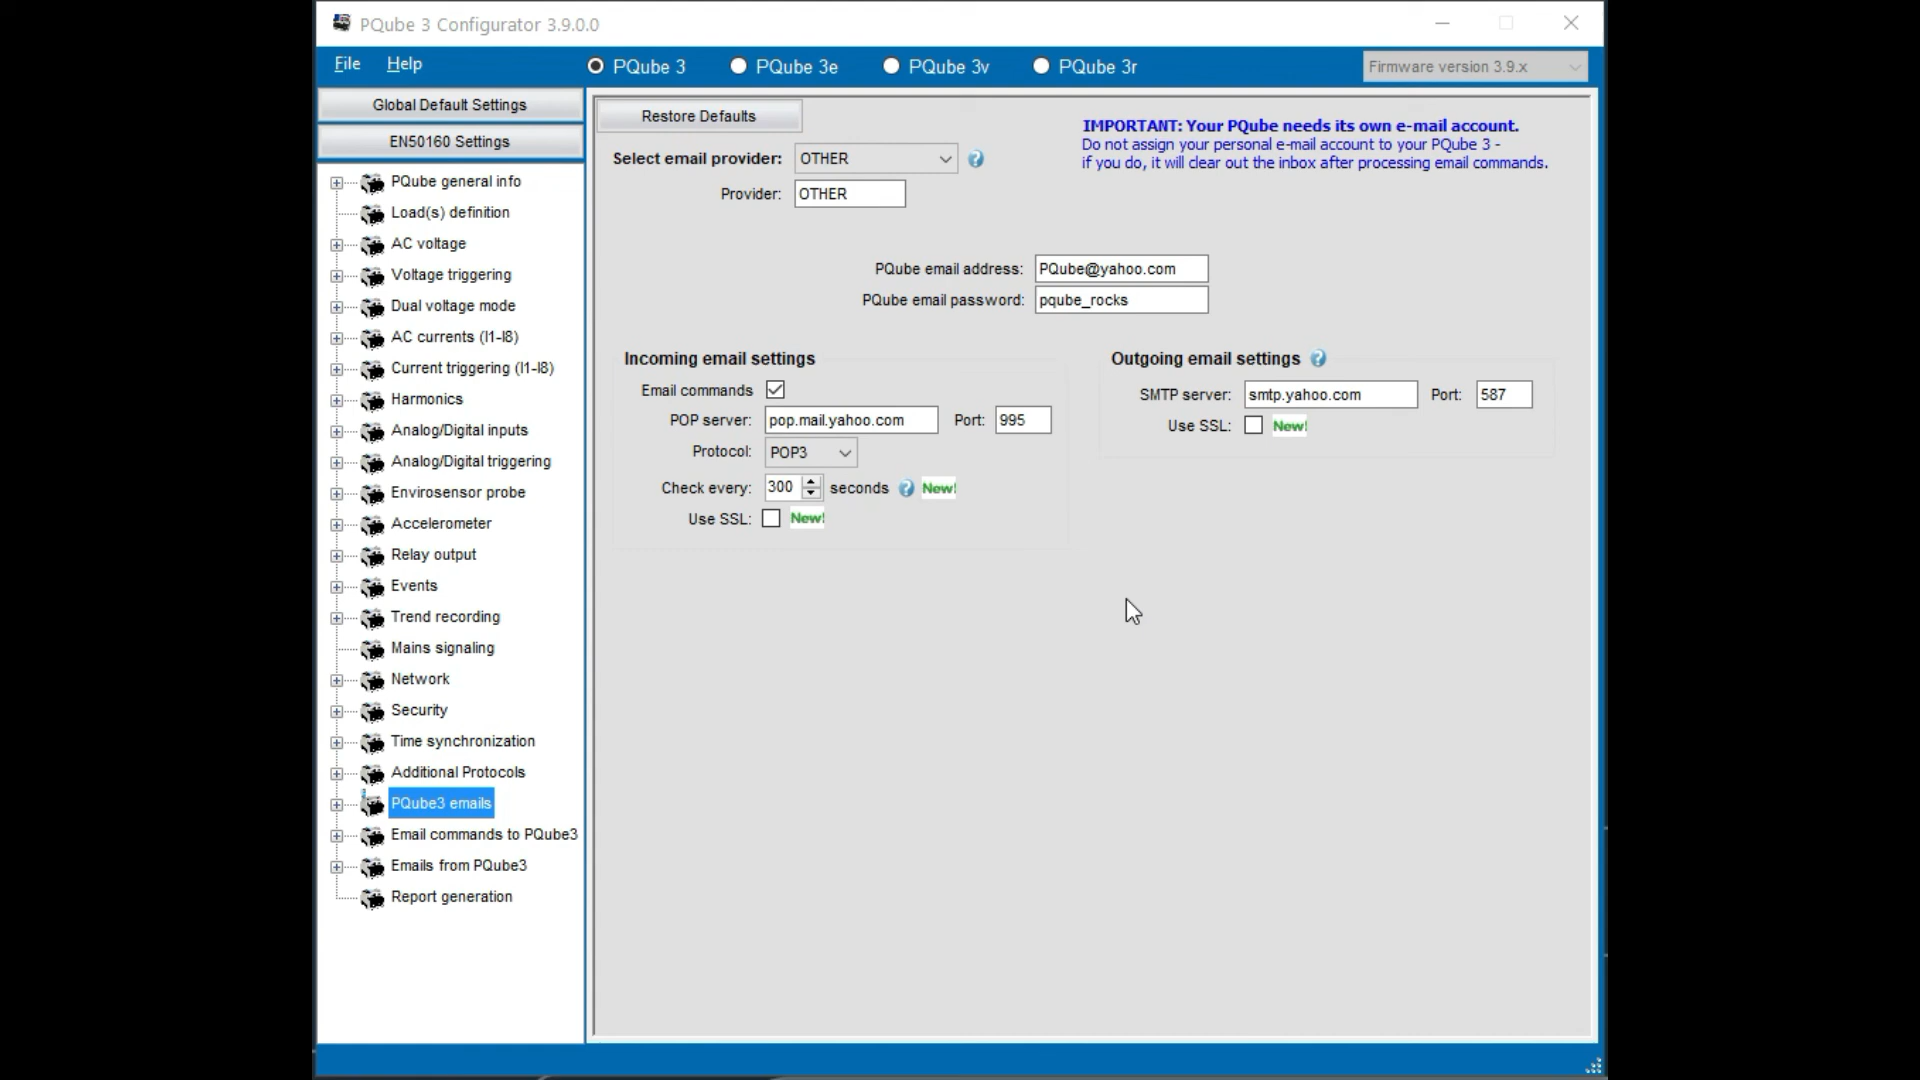 PQube 3 Configurator 3.9.0.0
File Help PQube 3 PQube 3e PQube 3v PQube 3r Firmware version 3.9.x
Global Default Settings
EN50160 Settings
PQube general info
Load(s) definition
AC voltage
Voltage triggering
Dual voltage mode
AC currents (I1-I8)
Current triggering (I1-I8)
Harmonics
Analog/Digital inputs
Analog/Digital triggering
Envirosensor probe
Accelerometer
Relay output
Events
Trend recording
Mains signaling
Network
Security
Time synchronization
Additional Protocols
PQube3 emails
Email commands to PQube3
Emails from PQube3
Report generation
Restore Defaults
IMPORTANT: Your PQube needs its own e-mail account.
Do not assign your personal e-mail account to your PQube 3 -
if you do, it will clear out the inbox after processing email commands.
Select email provider: OTHER ?
Provider: OTHER
PQube email address: PQube@yahoo.com
PQube email password: pqube_rocks
Incoming email settings
Email commands
POP server: pop.mail.yahoo.com Port: 995
Protocol: POP3
Check every: 300 seconds ? New!
Use SSL: New!
Outgoing email settings ?
SMTP server: smtp.yahoo.com Port: 587
Use SSL: New!